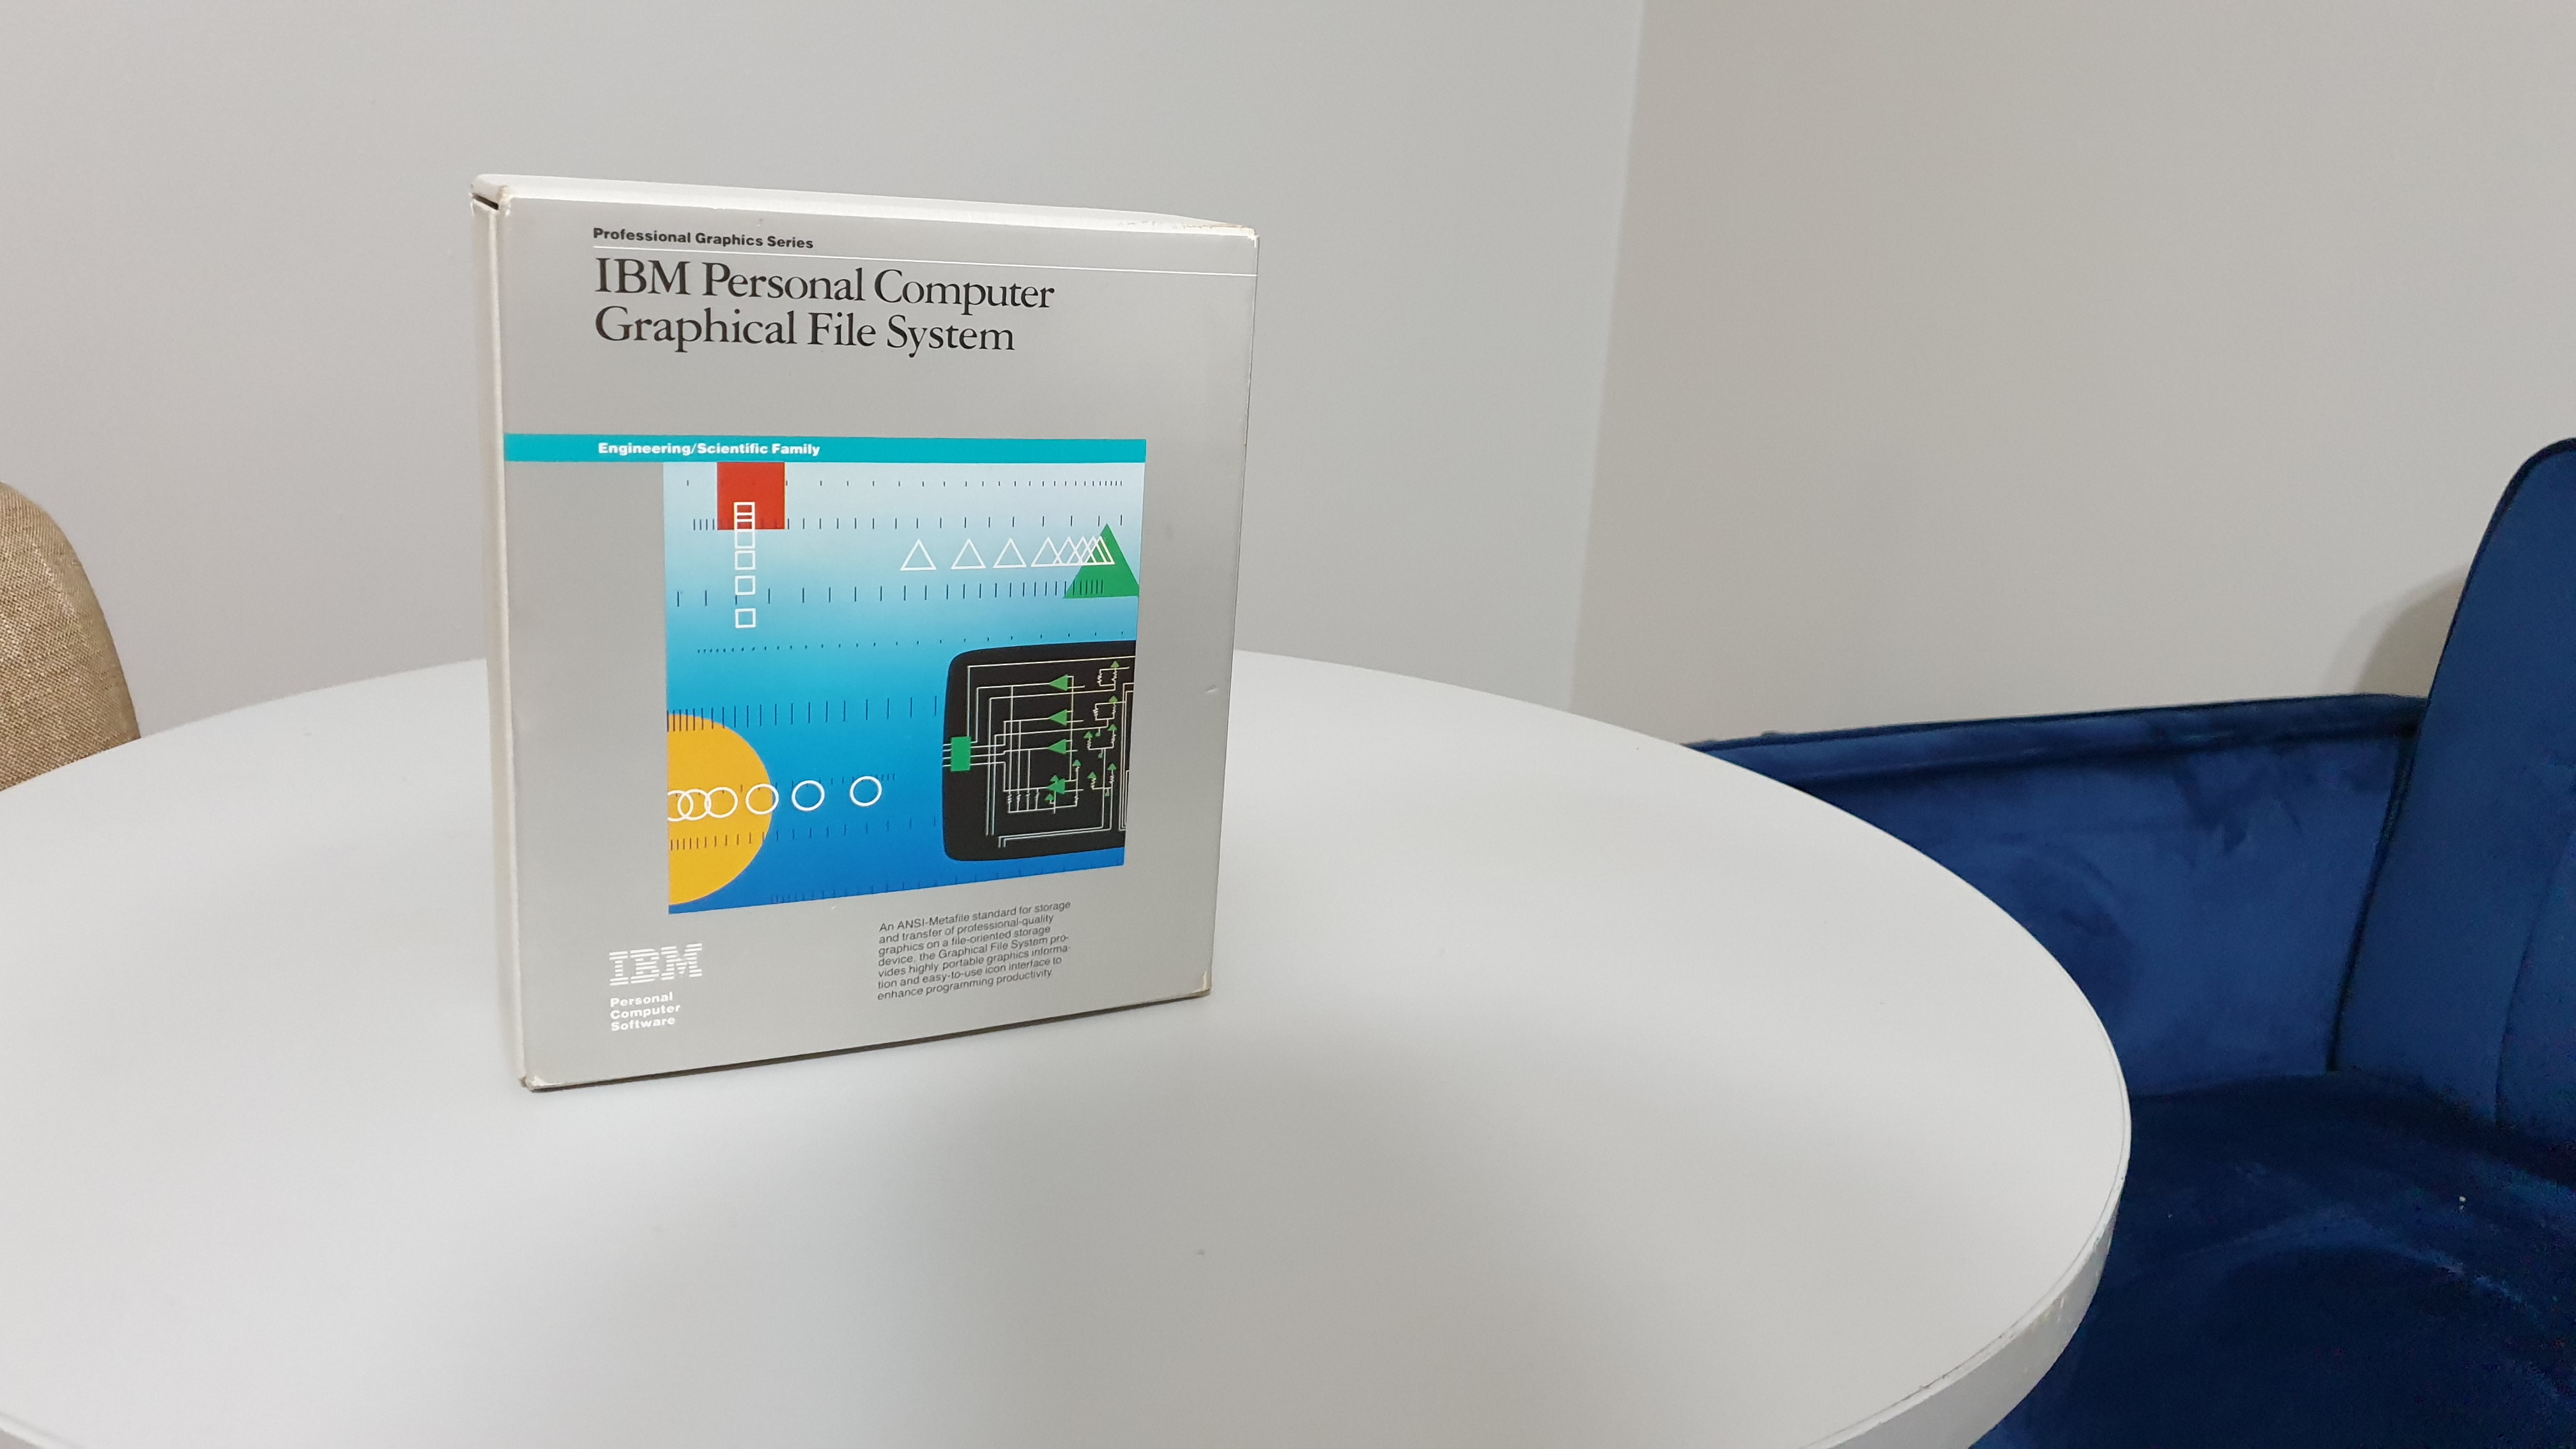 Professional Graphics Series
IBM Personal Computer
Graphical File System
Engineering/Scientific Family
An ANSI-Metafile standard for storage
and transfer of professional-quality
graphics on a file-oriented storage
device, the Graphical File System pro-
vides highly portable graphics informa-
tion and easy-to-use icon interface to
enhance programming productivity.
IBM
Personal
Computer
Software